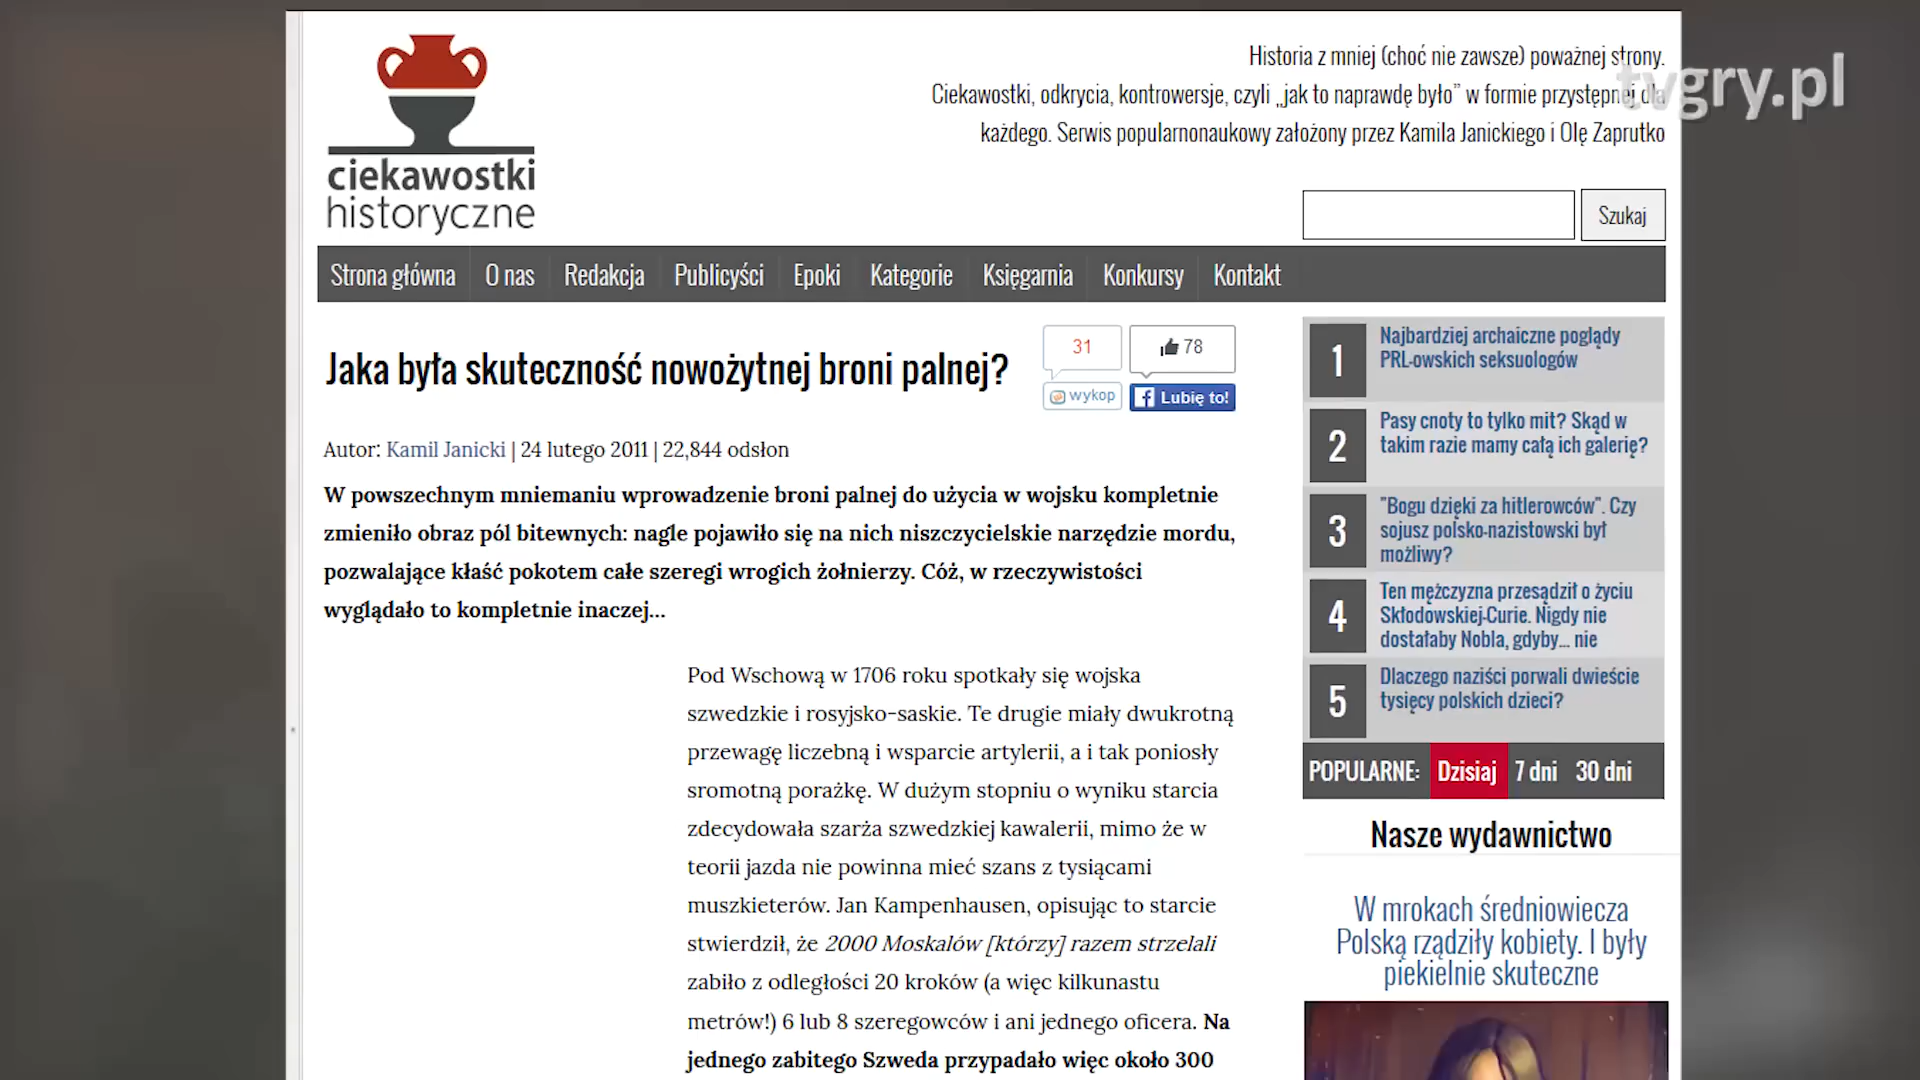 ciekawostki
historyczne
Historia z mniej (choć nie zawsze) poważnej strony.
Ciekawostki, odkrycia, kontrowersje, czyli „jak to naprawdę było” w formie przystępnej dla
każdego. Serwis popularnonaukowy założony przez Kamila Janickiego i Olę Zaprutko
tvgry.pl
Szukaj
Strona główna O nas Redakcja Publicyści Epoki Kategorie Księgarnia Konkursy Kontakt
Jaka była skuteczność nowożytnej broni palnej?
31
wykop
78
Lubię to!
Autor: Kamil Janicki | 24 lutego 2011 | 22,844 odsłon
W powszechnym mniemaniu wprowadzenie broni palnej do użycia w wojsku kompletnie
zmieniło obraz pól bitewnych: nagle pojawiło się na nich niszczycielskie narzędzie mordu,
pozwalające kłaść pokotem całe szeregi wrogich żołnierzy. Cóż, w rzeczywistości
wyglądało to kompletnie inaczej...
Pod Wschową w 1706 roku spotkały się wojska
szwedzkie i rosyjsko-saskie. Te drugie miały dwukrotną
przewagę liczebną i wsparcie artylerii, a i tak poniosły
sromotną porażkę. W dużym stopniu o wyniku starcia
zdecydowała szarża szwedzkiej kawalerii, mimo że w
teorii jazda nie powinna mieć szans z tysiącami
muszkieterów. Jan Kampenhausen, opisując to starcie
stwierdził, że 2000 Moskalów [którzy] razem strzelali
zabiło z odległości 20 kroków (a więc kilkunastu
metrów!) 6 lub 8 szeregowców i ani jednego oficera. Na
jednego zabitego Szweda przypadało więc około 300
1
Najbardziej archaiczne poglądy
PRL-owskich seksuologów
2
Pasy cnoty to tylko mit? Skąd w
takim razie mamy całą ich galerię?
3
"Bogu dzięki za hitlerowców". Czy
sojusz polsko-nazistowski był
możliwy?
4
Ten mężczyzna przesądził o życiu
Skłodowskiej-Curie. Nigdy nie
dostałaby Nobla, gdyby... nie
5
Dlaczego naziści porwali dwieście
tysięcy polskich dzieci?
POPULARNE: Dzisiaj 7 dni 30 dni
Nasze wydawnictwo
W mrokach średniowiecza
Polską rządziły kobiety. I były
piekielnie skuteczne